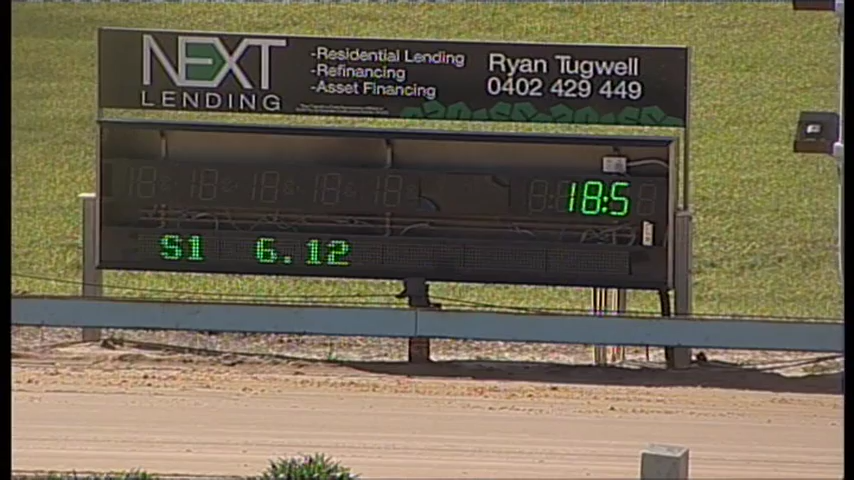 NEXT
LENDING
-Residential Lending
-Refinancing
-Asset Financing
Ryan Tugwell
0402 429 449
18:5
S1 6.12